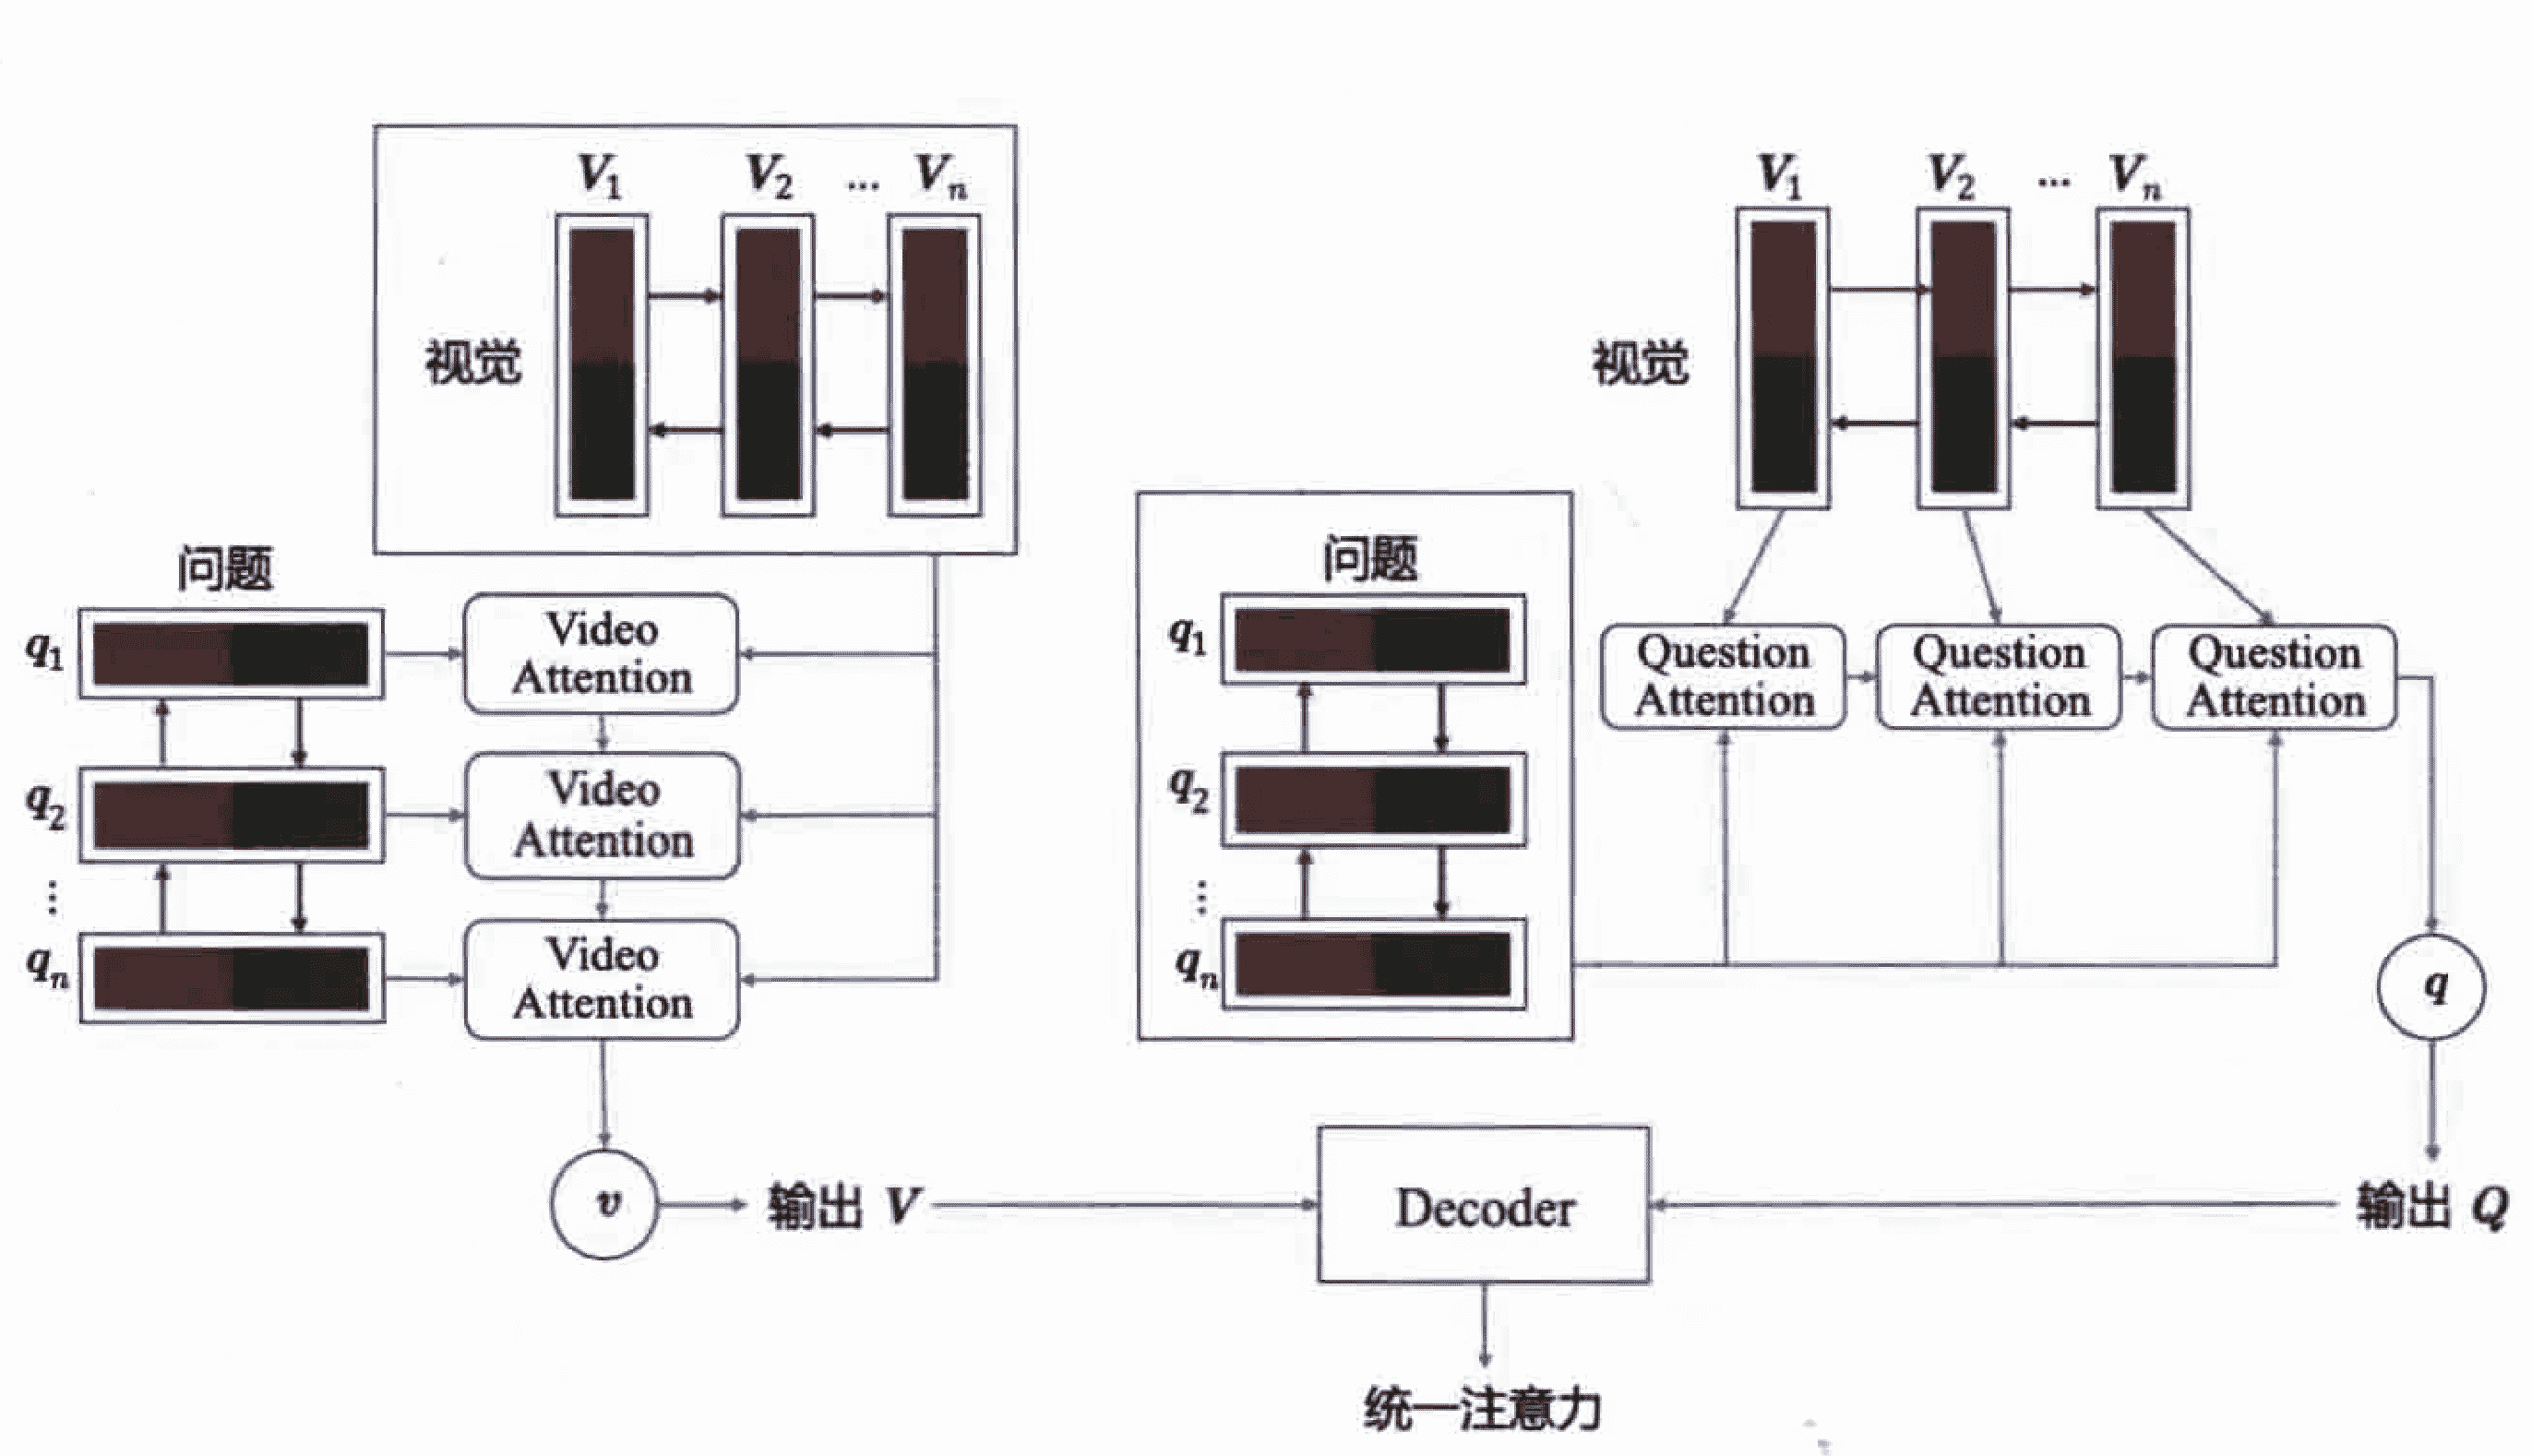 V₁ V₂ ... Vₙ
视觉
问题
q₁
q₂
⋮
qₙ
Video
Attention
Video
Attention
Video
Attention
v
输出 V
V₁ V₂ ... Vₙ
视觉
问题
q₁
q₂
⋮
qₙ
Question
Attention
Question
Attention
Question
Attention
q
输出 Q
Decoder
统一注意力